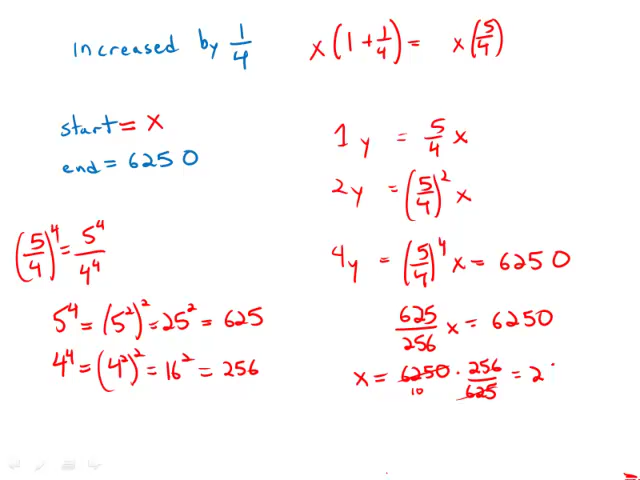 increased by 1/4
x(1 + 1/4) = x(5/4)
start = x
end = 6250
1y = 5/4 x
2y = (5/4)^2 x
(5/4)^4 = 5^4/4^4
4y = (5/4)^4 x = 6250
5^4 = (5^2)^2 = 25^2 = 625
625/256 x = 6250
4^4 = (4^2)^2 = 16^2 = 256
x = 6250 · 256/625 = 2
10